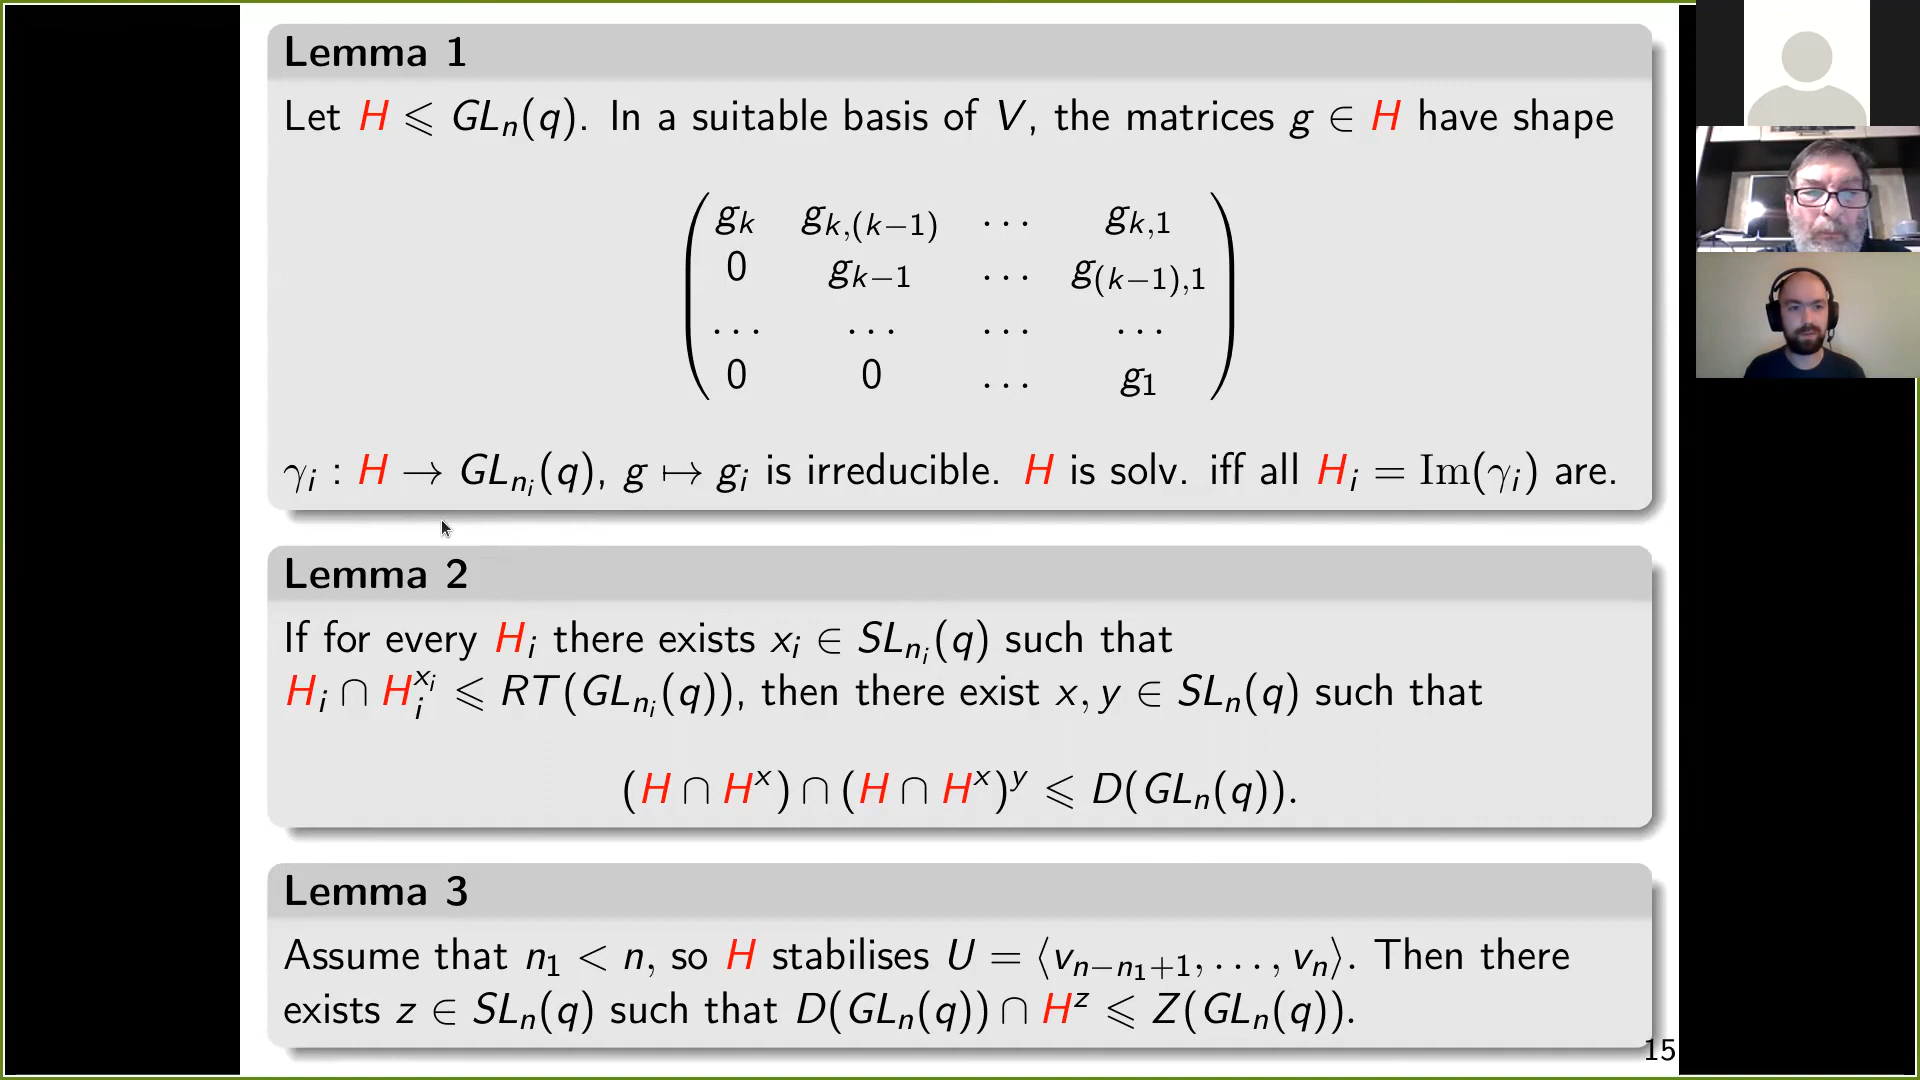 Lemma 1
Let H ⩽ GLₙ(q). In a suitable basis of V, the matrices g ∈ H have shape
g_k g_{k,(k−1)} ... g_{k,1}
0 g_{k−1} ... g_{(k−1),1}
... ... ... ...
0 0 ... g_1
γ_i : H → GL_{n_i}(q), g ↦ g_i is irreducible. H is solv. iff all H_i = Im(γ_i) are.
Lemma 2
If for every H_i there exists x_i ∈ SL_{n_i}(q) such that
H_i ∩ H_i^{x_i} ⩽ RT(GL_{n_i}(q)), then there exist x, y ∈ SL_n(q) such that
(H ∩ H^x) ∩ (H ∩ H^x)^y ⩽ D(GL_n(q)).
Lemma 3
Assume that n_1 < n, so H stabilises U = ⟨v_{n−n_1+1}, . . . , v_n⟩. Then there
exists z ∈ SL_n(q) such that D(GL_n(q)) ∩ H^z ⩽ Z(GL_n(q)).
15